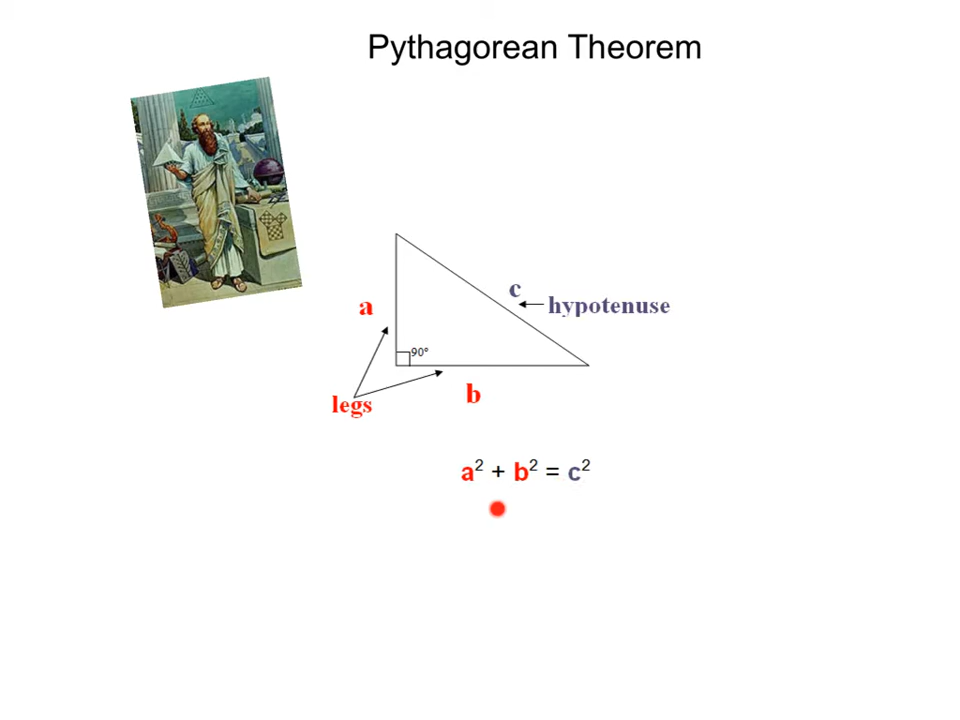 Pythagorean Theorem
c
hypotenuse
a
90°
b
legs
a² + b² = c²